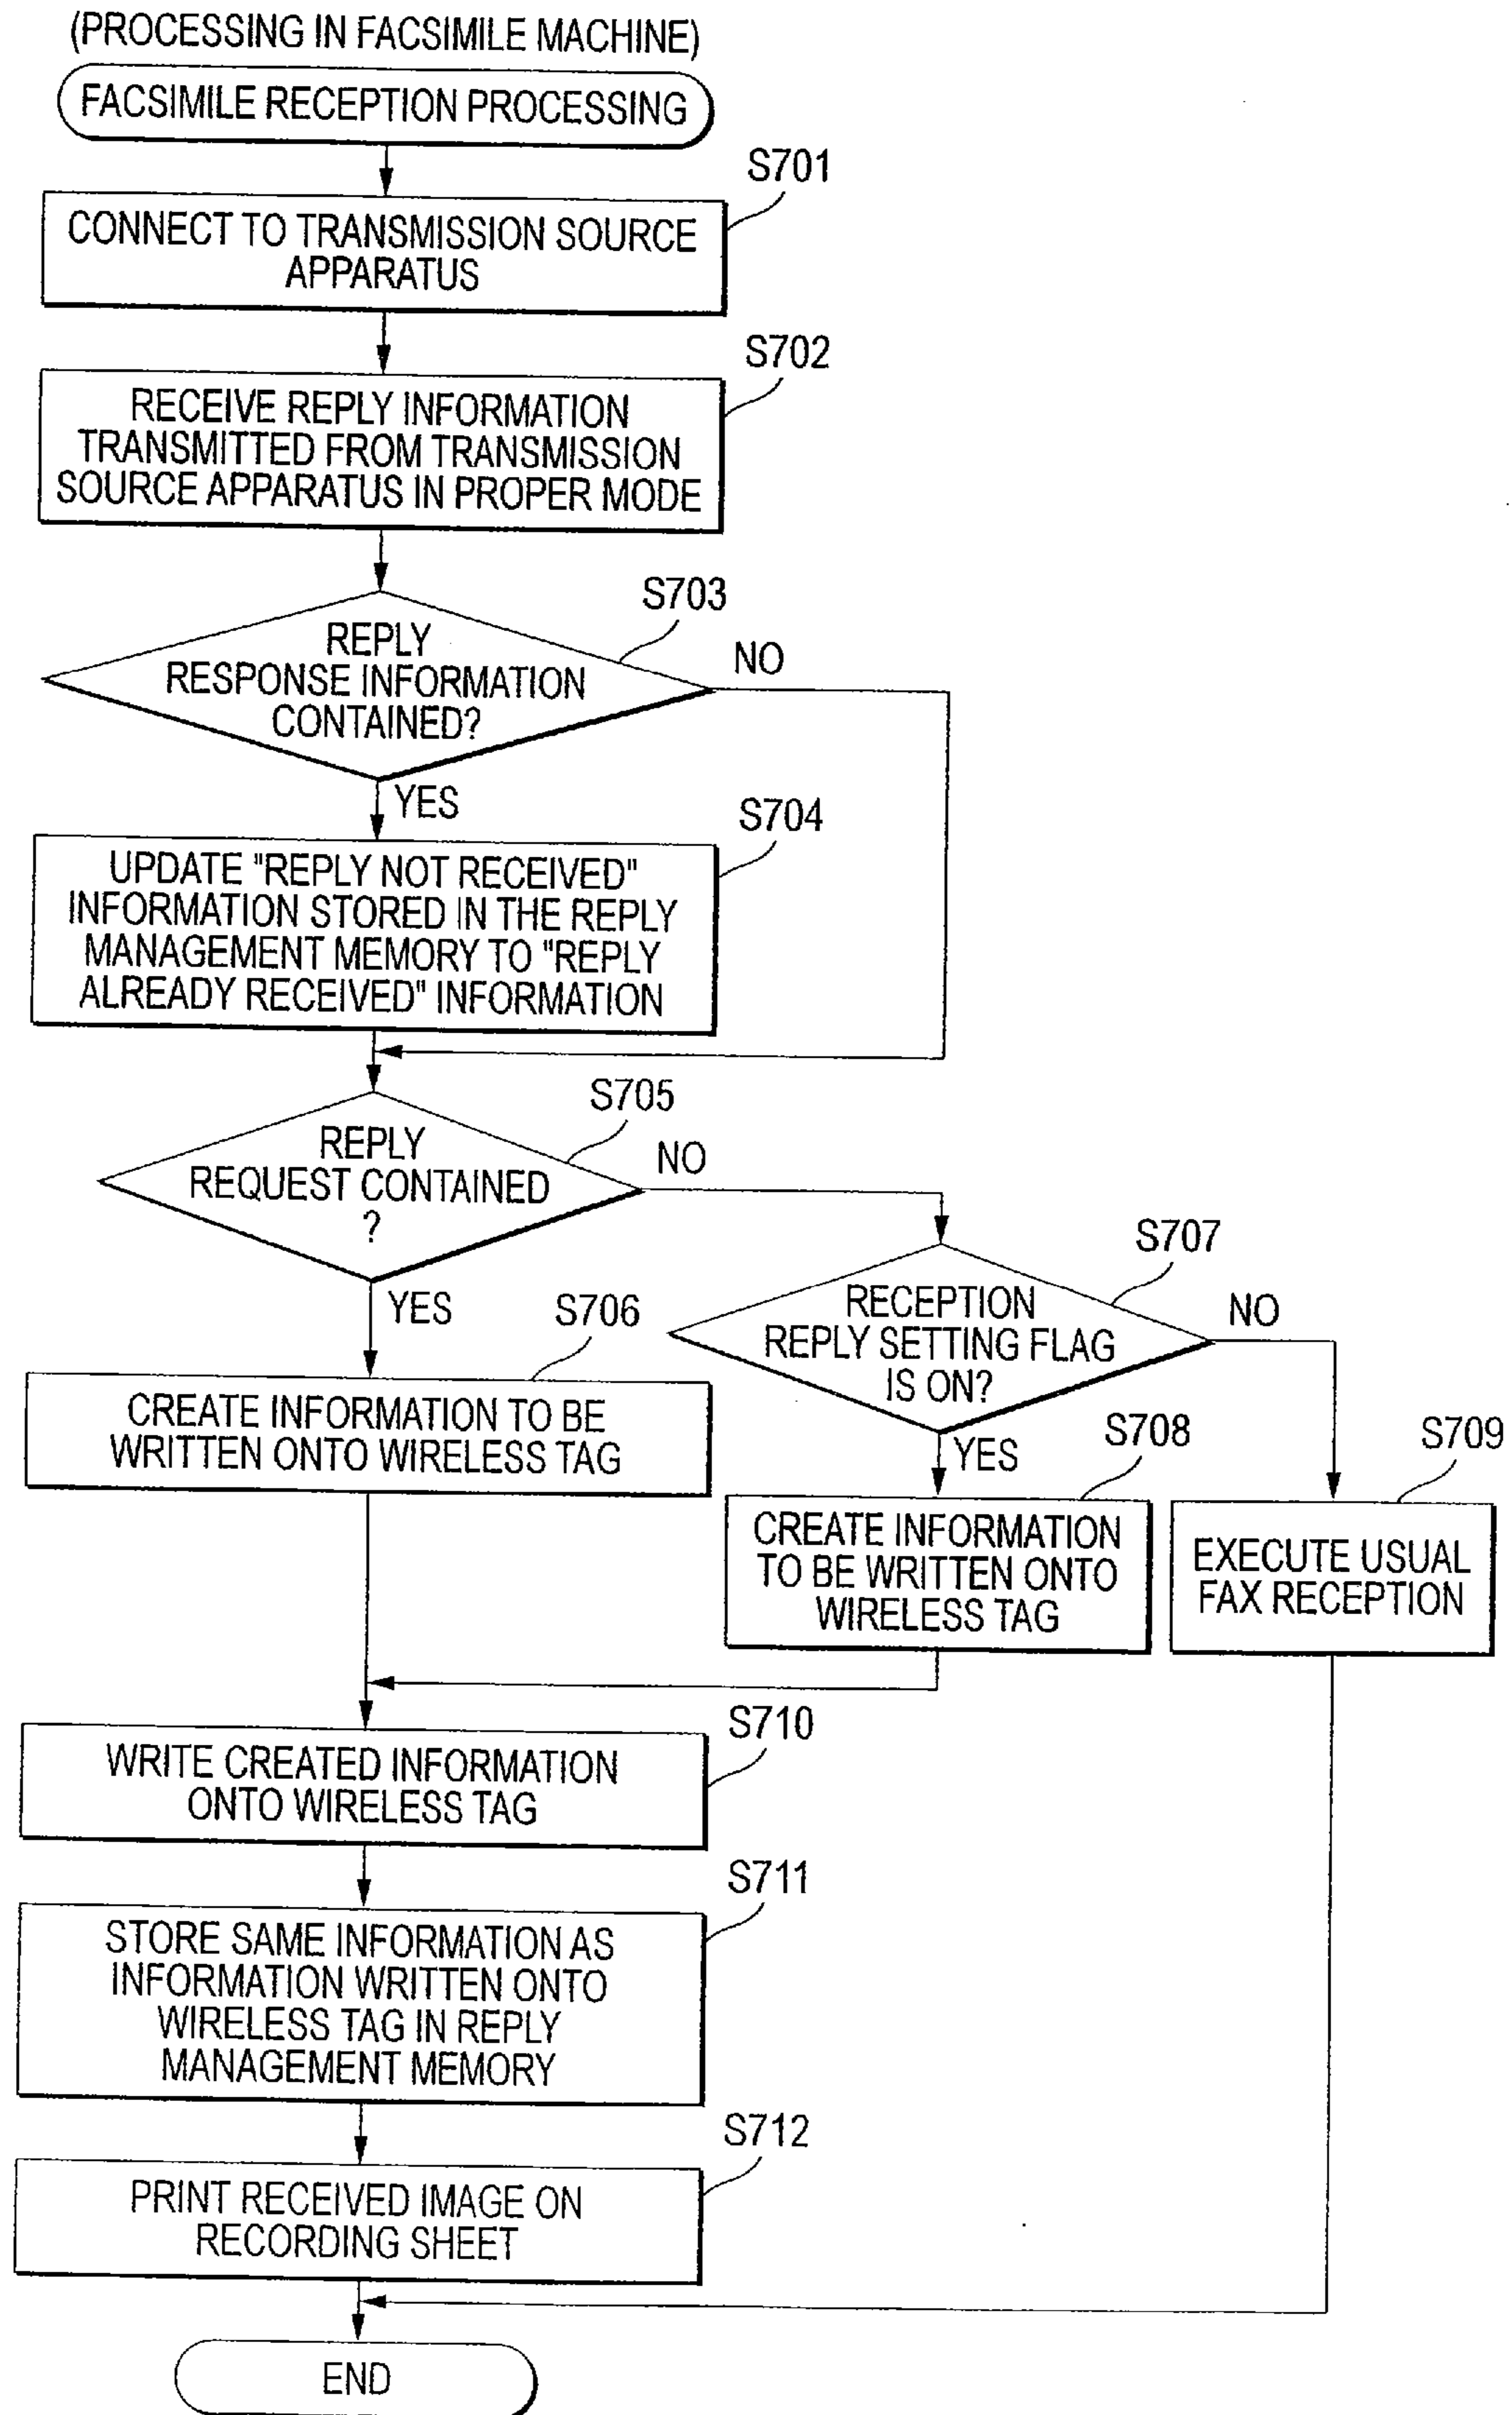 (PROCESSING IN FACSIMILE MACHINE)
FACSIMILE RECEPTION PROCESSING
S701
CONNECT TO TRANSMISSION SOURCE
APPARATUS
S702
RECEIVE REPLY INFORMATION
TRANSMITTED FROM TRANSMISSION
SOURCE APPARATUS IN PROPER MODE
S703
REPLY
RESPONSE INFORMATION
CONTAINED?
NO
YES
S704
UPDATE "REPLY NOT RECEIVED"
INFORMATION STORED IN THE REPLY
MANAGEMENT MEMORY TO "REPLY
ALREADY RECEIVED" INFORMATION
S705
REPLY
REQUEST CONTAINED
?
NO
YES
S706
CREATE INFORMATION TO BE
WRITTEN ONTO WIRELESS TAG
S707
RECEPTION
REPLY SETTING FLAG
IS ON?
NO
YES
S708
CREATE INFORMATION
TO BE WRITTEN ONTO
WIRELESS TAG
S709
EXECUTE USUAL
FAX RECEPTION
S710
WRITE CREATED INFORMATION
ONTO WIRELESS TAG
S711
STORE SAME INFORMATION AS
INFORMATION WRITTEN ONTO
WIRELESS TAG IN REPLY
MANAGEMENT MEMORY
S712
PRINT RECEIVED IMAGE ON
RECORDING SHEET
END